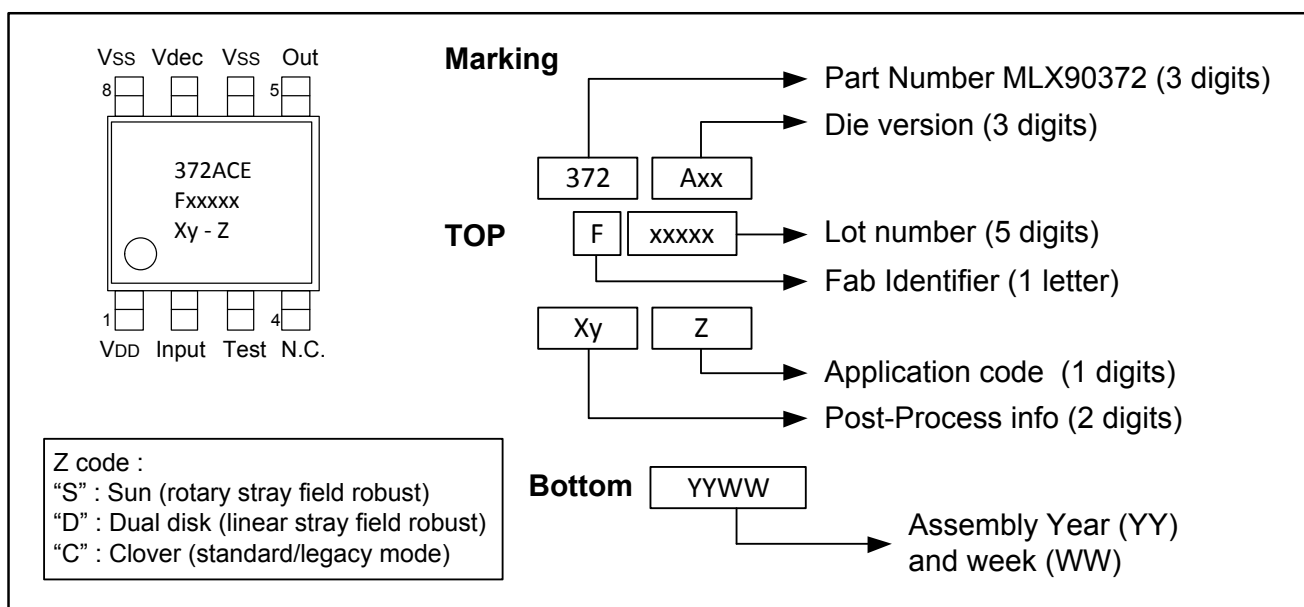 Vss Vdec Vss Out
8 5
372ACE
Fxxxxx
Xy - Z
1 4
VDD Input Test N.C.
Marking
Part Number MLX90372 (3 digits)
Die version (3 digits)
372 Axx
TOP
F xxxxx
Lot number (5 digits)
Fab Identifier (1 letter)
Xy Z
Application code (1 digits)
Post-Process info (2 digits)
Z code :
“S” : Sun (rotary stray field robust)
“D” : Dual disk (linear stray field robust)
“C” : Clover (standard/legacy mode)
Bottom YYWW
Assembly Year (YY)
and week (WW)